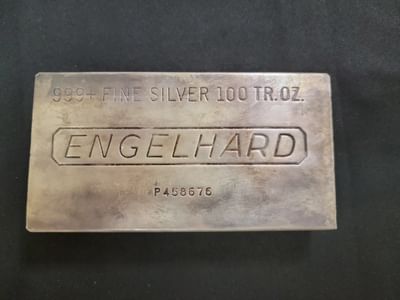 999+ FINE SILVER 100 TR.OZ.
ENGELHARD
P458676